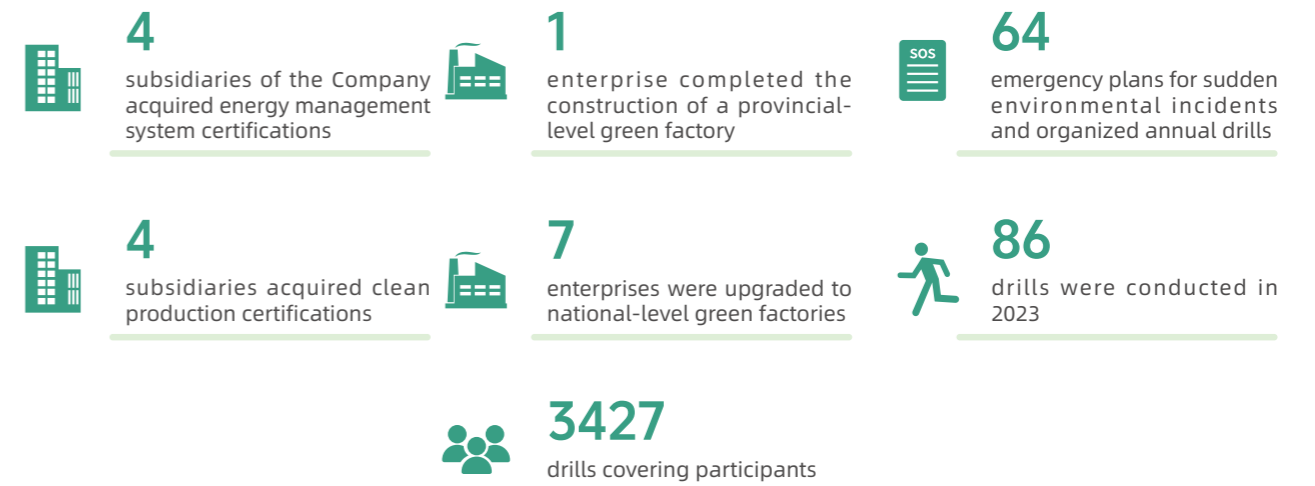 4
subsidiaries of the Company
acquired energy management
system certifications
1
enterprise completed the
construction of a provincial-
level green factory
SOS
64
emergency plans for sudden
environmental incidents
and organized annual drills
4
subsidiaries acquired clean
production certifications
7
enterprises were upgraded to
national-level green factories
86
drills were conducted in
2023
3427
drills covering participants